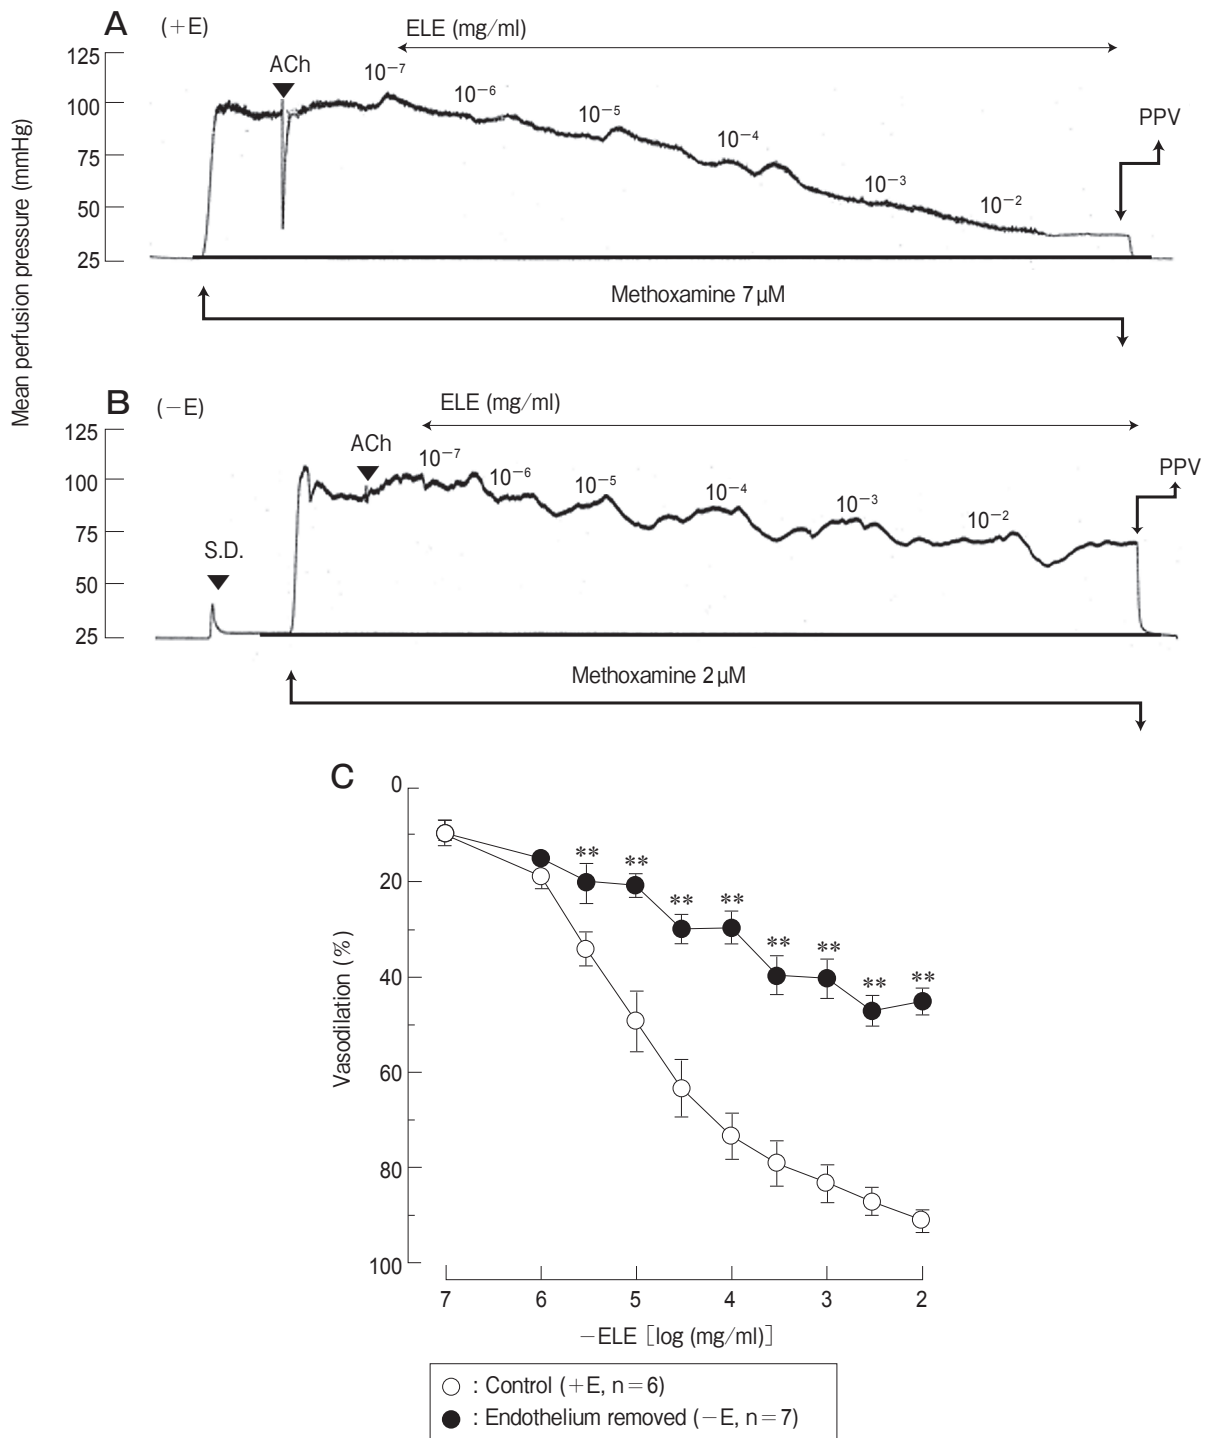 A (+E)
ELE (mg/ml)
Mean perfusion pressure (mmHg)
125
100
75
50
25
ACh
10−7
10−6
10−5
10−4
10−3
10−2
PPV
Methoxamine 7 μM
B (−E)
ELE (mg/ml)
125
100
75
50
25
S.D.
ACh
10−7
10−6
10−5
10−4
10−3
10−2
PPV
Methoxamine 2 μM
C
Vasodilation (%)
0
20
40
60
80
100
** ** ** ** ** ** ** **
7 6 5 4 3 2
−ELE [log (mg/ml)]
○ : Control (+E, n=6)
● : Endothelium removed (−E, n=7)